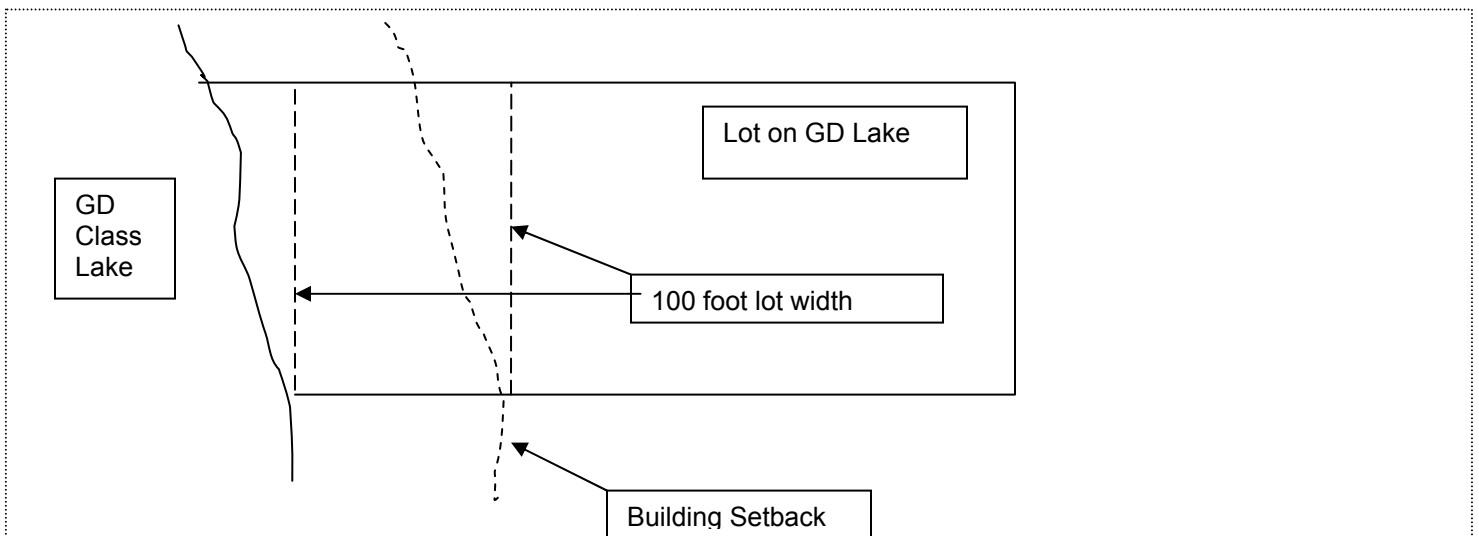 Lot on GD Lake
GD
Class
Lake
100 foot lot width
Building Setback